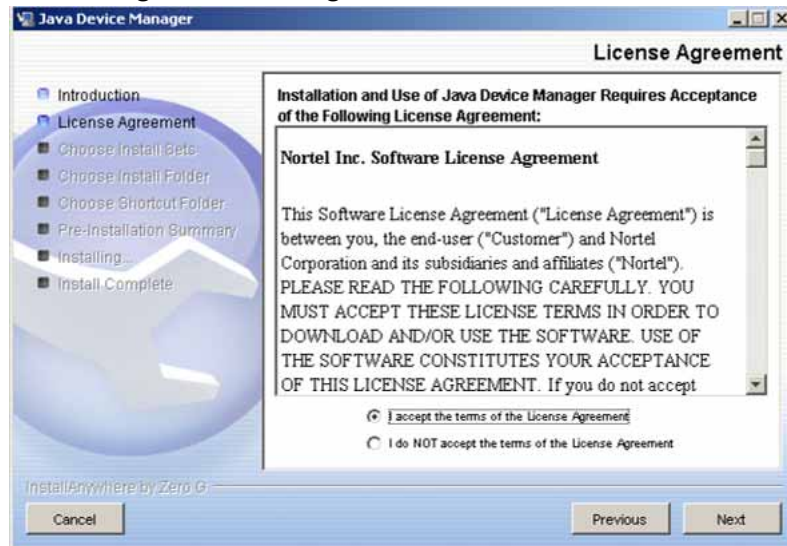 Java Device Manager
License Agreement
Introduction
License Agreement
Choose Install Sets
Choose Install Folder
Choose Shortcut Folder
Pre-Installation Summary
Installing...
Install Complete
Installation and Use of Java Device Manager Requires Acceptance
of the Following License Agreement:
Nortel Inc. Software License Agreement
This Software License Agreement ("License Agreement") is
between you, the end-user ("Customer") and Nortel
Corporation and its subsidiaries and affiliates ("Nortel").
PLEASE READ THE FOLLOWING CAREFULLY. YOU
MUST ACCEPT THESE LICENSE TERMS IN ORDER TO
DOWNLOAD AND/OR USE THE SOFTWARE. USE OF
THE SOFTWARE CONSTITUTES YOUR ACCEPTANCE
OF THIS LICENSE AGREEMENT. If you do not accept
I accept the terms of the License Agreement
I do NOT accept the terms of the License Agreement
InstallAnywhere by Zero G
Cancel
Previous
Next